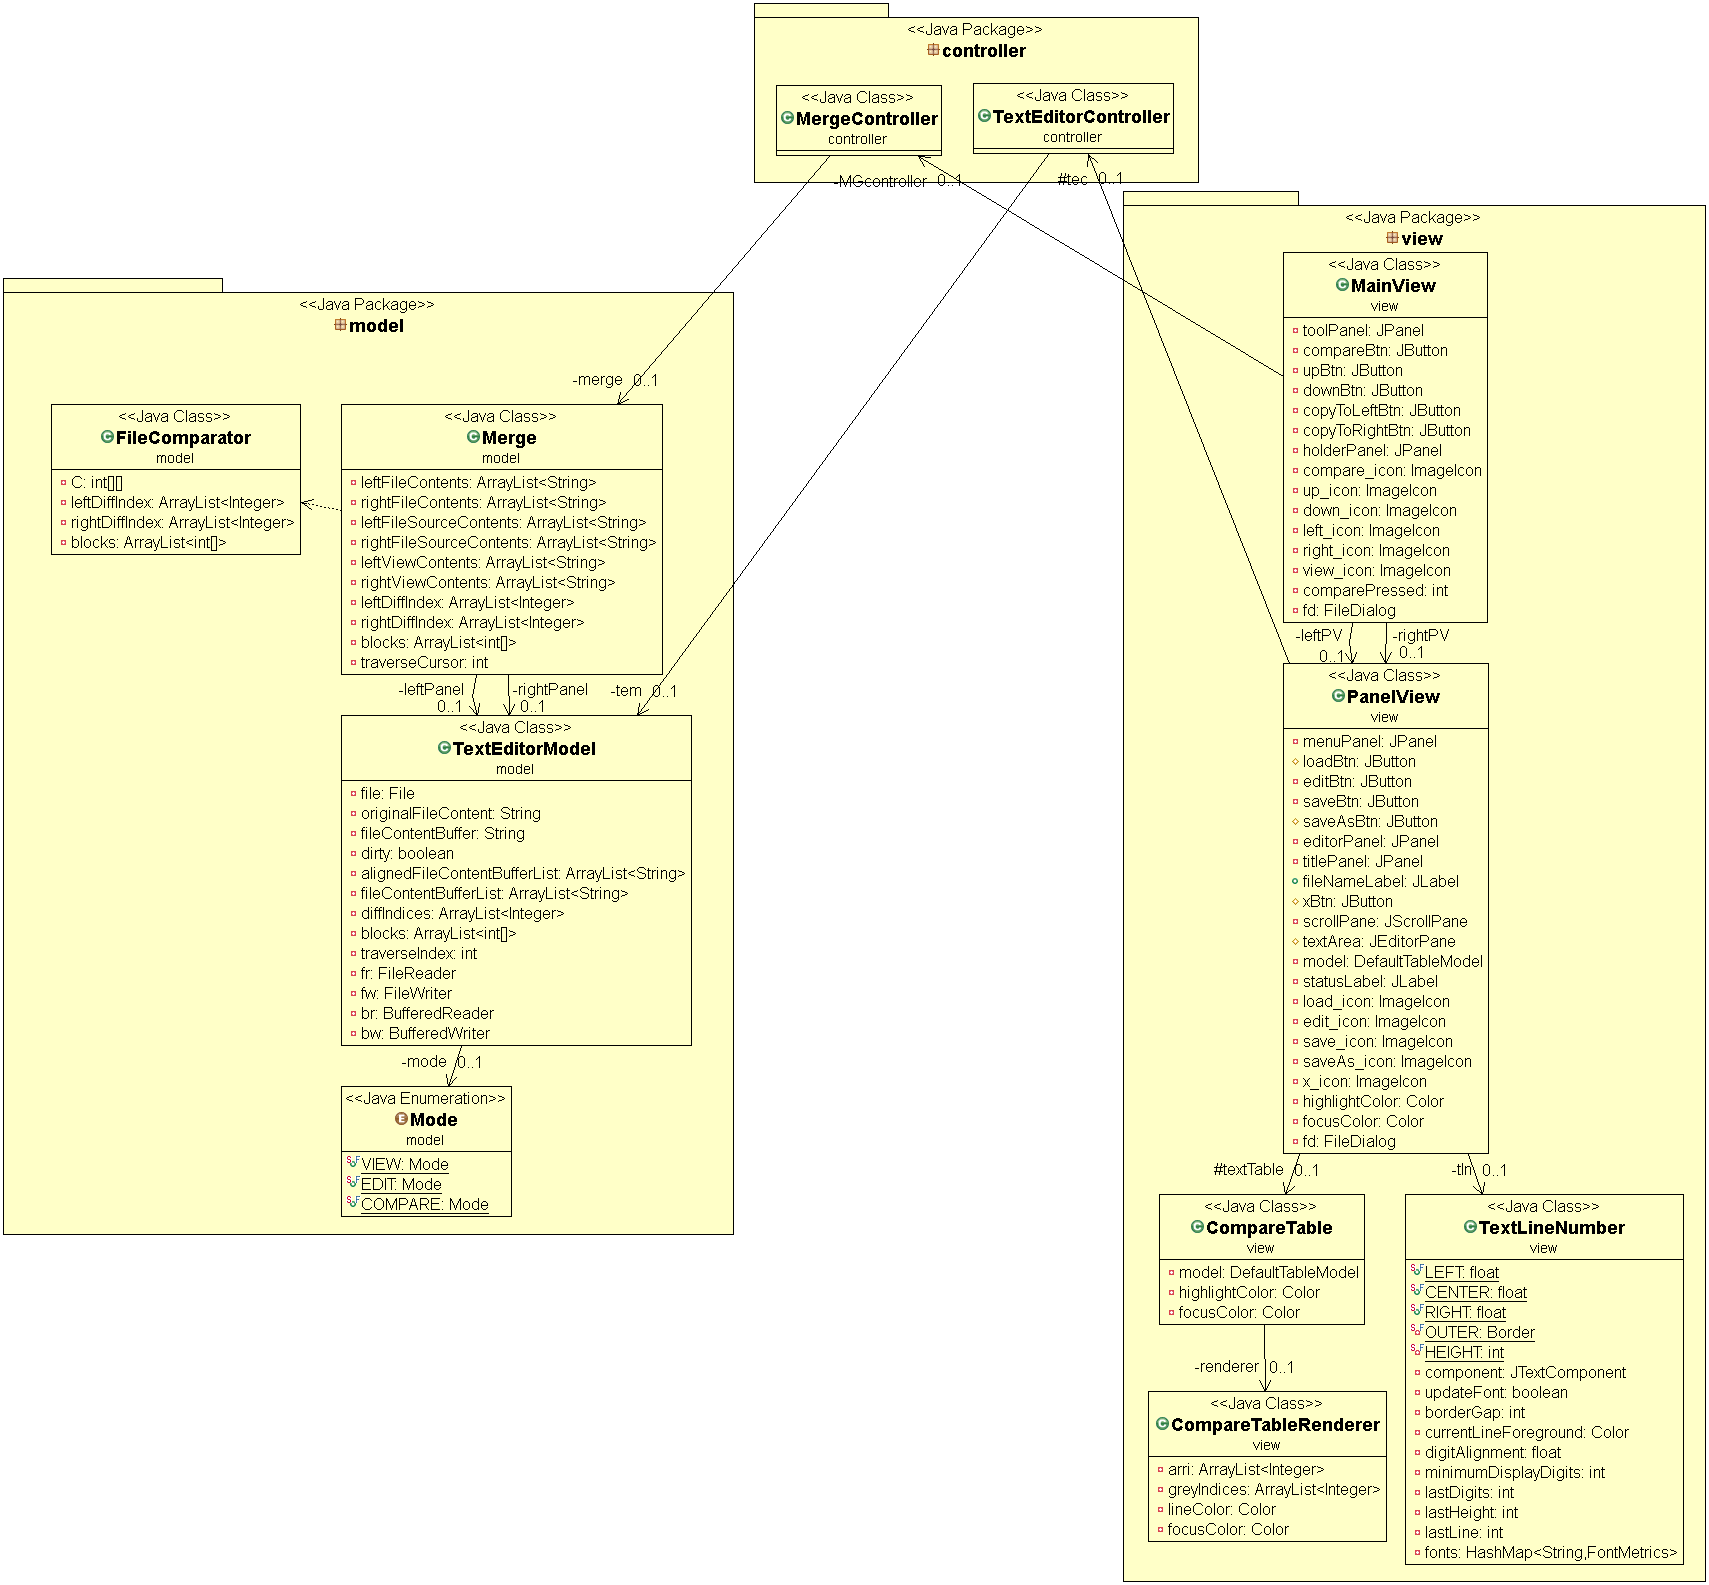 <<Java Package>>
controller
<<Java Class>>
MergeController
controller
<<Java Class>>
TextEditorController
controller
-MGcontroller 0..1
#tec 0..1
<<Java Package>>
model
-merge 0..1
<<Java Class>>
FileComparator
model
C: int[][]
leftDiffIndex: ArrayList<Integer>
rightDiffIndex: ArrayList<Integer>
blocks: ArrayList<int[]>
<<Java Class>>
Merge
model
leftFileContents: ArrayList<String>
rightFileContents: ArrayList<String>
leftFileSourceContents: ArrayList<String>
rightFileSourceContents: ArrayList<String>
leftViewContents: ArrayList<String>
rightViewContents: ArrayList<String>
leftDiffIndex: ArrayList<Integer>
rightDiffIndex: ArrayList<Integer>
blocks: ArrayList<int[]>
traverseCursor: int
-leftPanel
0..1
-rightPanel
0..1
-tem 0..1
<<Java Class>>
TextEditorModel
model
file: File
originalFileContent: String
fileContentBuffer: String
dirty: boolean
alignedFileContentBufferList: ArrayList<String>
fileContentBufferList: ArrayList<String>
diffIndices: ArrayList<Integer>
blocks: ArrayList<int[]>
traverseIndex: int
fr: FileReader
fw: FileWriter
br: BufferedReader
bw: BufferedWriter
-mode 0..1
<<Java Enumeration>>
E Mode
model
VIEW: Mode
EDIT: Mode
COMPARE: Mode
<<Java Package>>
view
<<Java Class>>
MainView
view
toolPanel: JPanel
compareBtn: JButton
upBtn: JButton
downBtn: JButton
copyToLeftBtn: JButton
copyToRightBtn: JButton
holderPanel: JPanel
compare_icon: ImageIcon
up_icon: ImageIcon
down_icon: ImageIcon
left_icon: ImageIcon
right_icon: ImageIcon
view_icon: ImageIcon
comparePressed: int
fd: FileDialog
-leftPV
0..1
-rightPV
0..1
<<Java Class>>
PanelView
view
menuPanel: JPanel
loadBtn: JButton
editBtn: JButton
saveBtn: JButton
saveAsBtn: JButton
editorPanel: JPanel
titlePanel: JPanel
fileNameLabel: JLabel
xBtn: JButton
scrollPane: JScrollPane
textArea: JEditorPane
model: DefaultTableModel
statusLabel: JLabel
load_icon: ImageIcon
edit_icon: ImageIcon
save_icon: ImageIcon
saveAs_icon: ImageIcon
x_icon: ImageIcon
highlightColor: Color
focusColor: Color
fd: FileDialog
#textTable 0..1
-tln 0..1
<<Java Class>>
CompareTable
view
model: DefaultTableModel
highlightColor: Color
focusColor: Color
-renderer 0..1
<<Java Class>>
CompareTableRenderer
view
arri: ArrayList<Integer>
greyIndices: ArrayList<Integer>
lineColor: Color
focusColor: Color
<<Java Class>>
TextLineNumber
view
LEFT: float
CENTER: float
RIGHT: float
OUTER: Border
HEIGHT: int
component: JTextComponent
updateFont: boolean
borderGap: int
currentLineForeground: Color
digitAlignment: float
minimumDisplayDigits: int
lastDigits: int
lastHeight: int
lastLine: int
fonts: HashMap<String,FontMetrics>